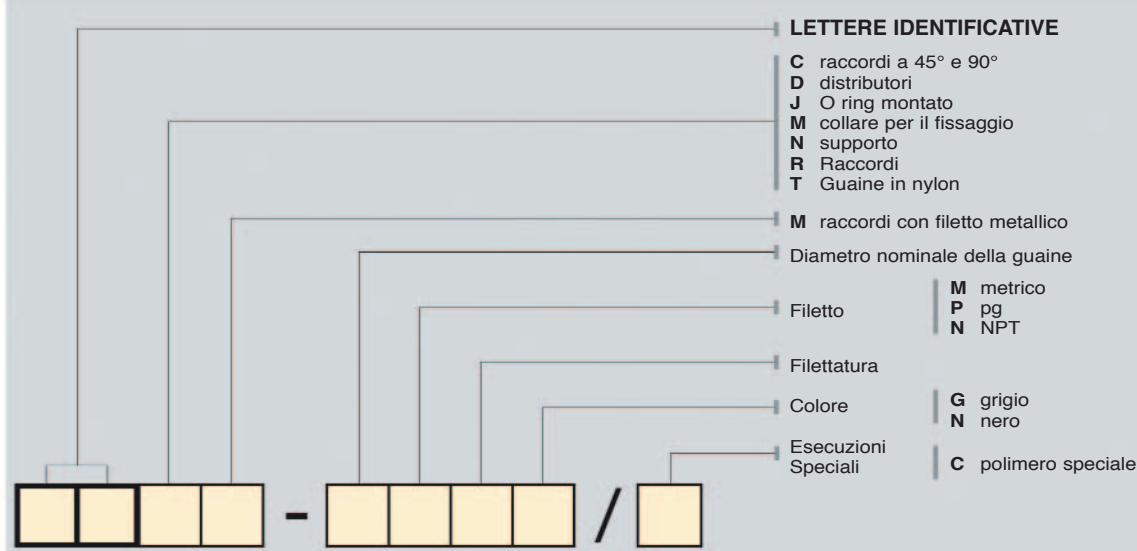 LETTERE IDENTIFICATIVE
C raccordi a 45° e 90°
D distributori
J O ring montato
M collare per il fissaggio
N supporto
R Raccordi
T Guaine in nylon
M raccordi con filetto metallico
Diametro nominale della guaine
Filetto
M metrico
P pg
N NPT
Filettatura
Colore
G grigio
N nero
Esecuzioni
Speciali
C polimero speciale
- /